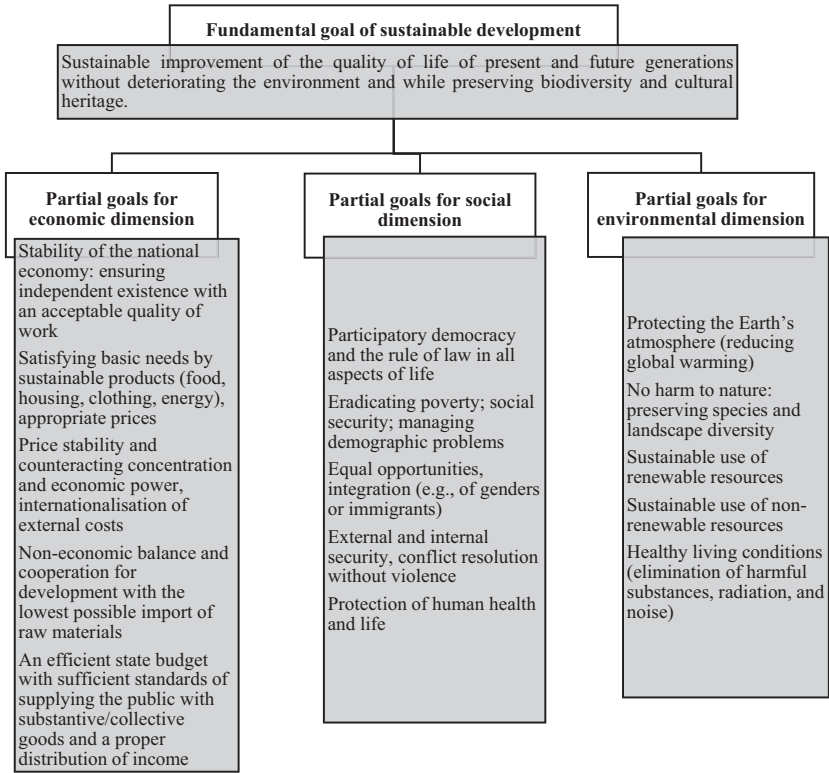 Fundamental goal of sustainable development
Sustainable improvement of the quality of life of present and future generations
without deteriorating the environment and while preserving biodiversity and cultural
heritage.
Partial goals for
economic dimension
Stability of the national
economy: ensuring
independent existence with
an acceptable quality of
work
Satisfying basic needs by
sustainable products (food,
housing, clothing, energy),
appropriate prices
Price stability and
counteracting concentration
and economic power,
internationalisation of
external costs
Non-economic balance and
cooperation for
development with the
lowest possible import of
raw materials
An efficient state budget
with sufficient standards of
supplying the public with
substantive/collective
goods and a proper
distribution of income
Partial goals for social
dimension
Participatory democracy
and the rule of law in all
aspects of life
Eradicating poverty; social
security; managing
demographic problems
Equal opportunities,
integration (e.g., of genders
or immigrants)
External and internal
security, conflict resolution
without violence
Protection of human health
and life
Partial goals for
environmental dimension
Protecting the Earth’s
atmosphere (reducing
global warming)
No harm to nature:
preserving species and
landscape diversity
Sustainable use of
renewable resources
Sustainable use of non-
renewable resources
Healthy living conditions
(elimination of harmful
substances, radiation, and
noise)